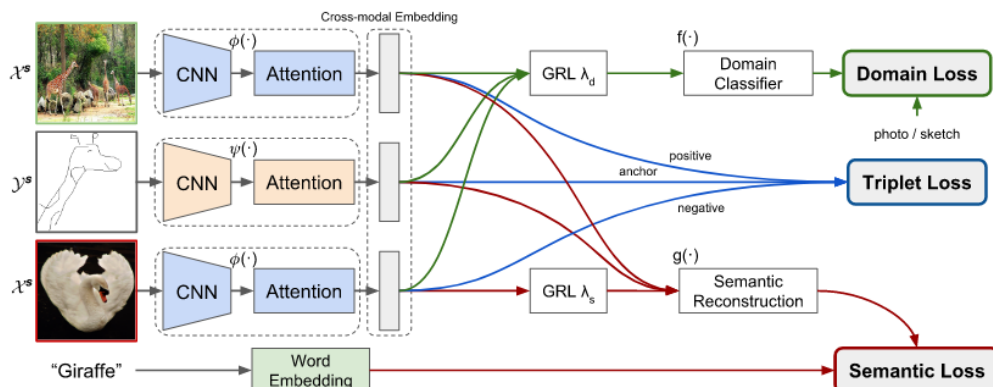 Cross-modal Embedding
𝒳ˢ
CNN
ϕ(·)
Attention
GRL λd
f(·)
Domain
Classifier
Domain Loss
photo / sketch
𝒴ˢ
CNN
ψ(·)
Attention
positive
anchor
negative
Triplet Loss
𝒳ˢ
CNN
ϕ(·)
Attention
GRL λs
g(·)
Semantic
Reconstruction
“Giraffe”
Word
Embedding
Semantic Loss